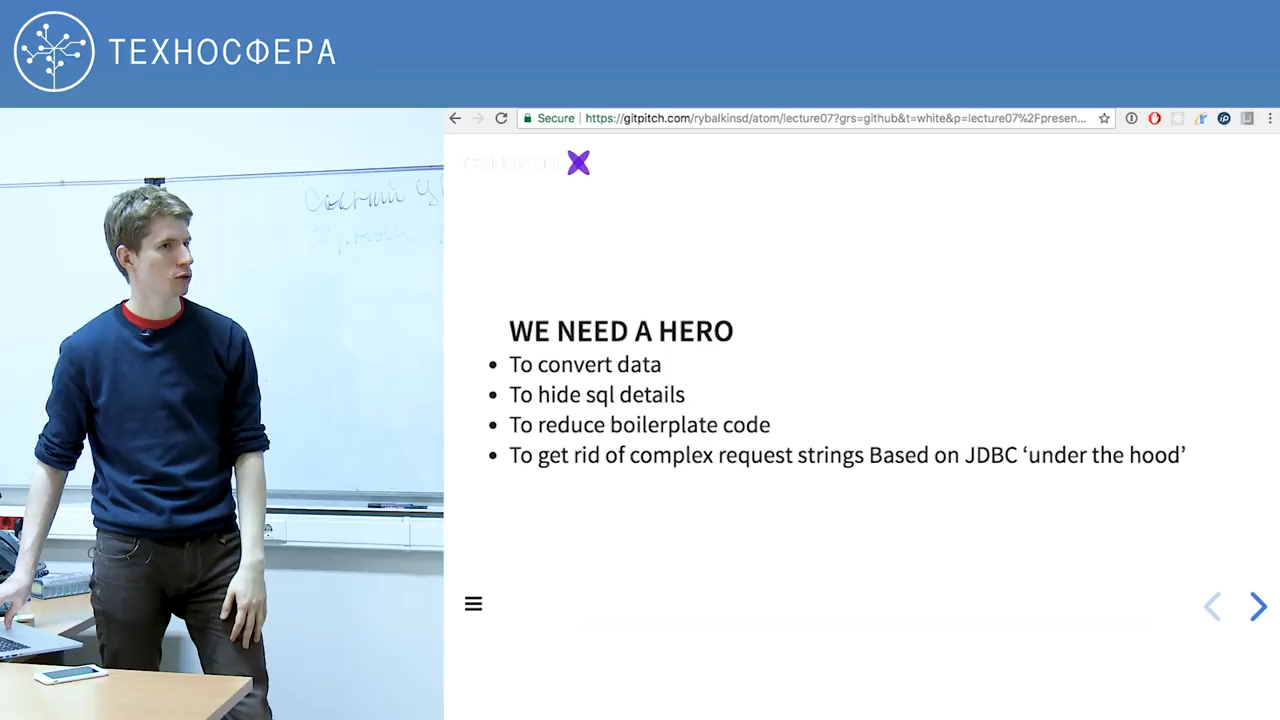 ТЕХНОСФЕРА
Secure
https://gitpitch.com/rybalkinsd/atom/lecture07?grs=github&t=white&p=lecture07%2Fpresen...
WE NEED A HERO
• To convert data
• To hide sql details
• To reduce boilerplate code
• To get rid of complex request strings Based on JDBC ‘under the hood’